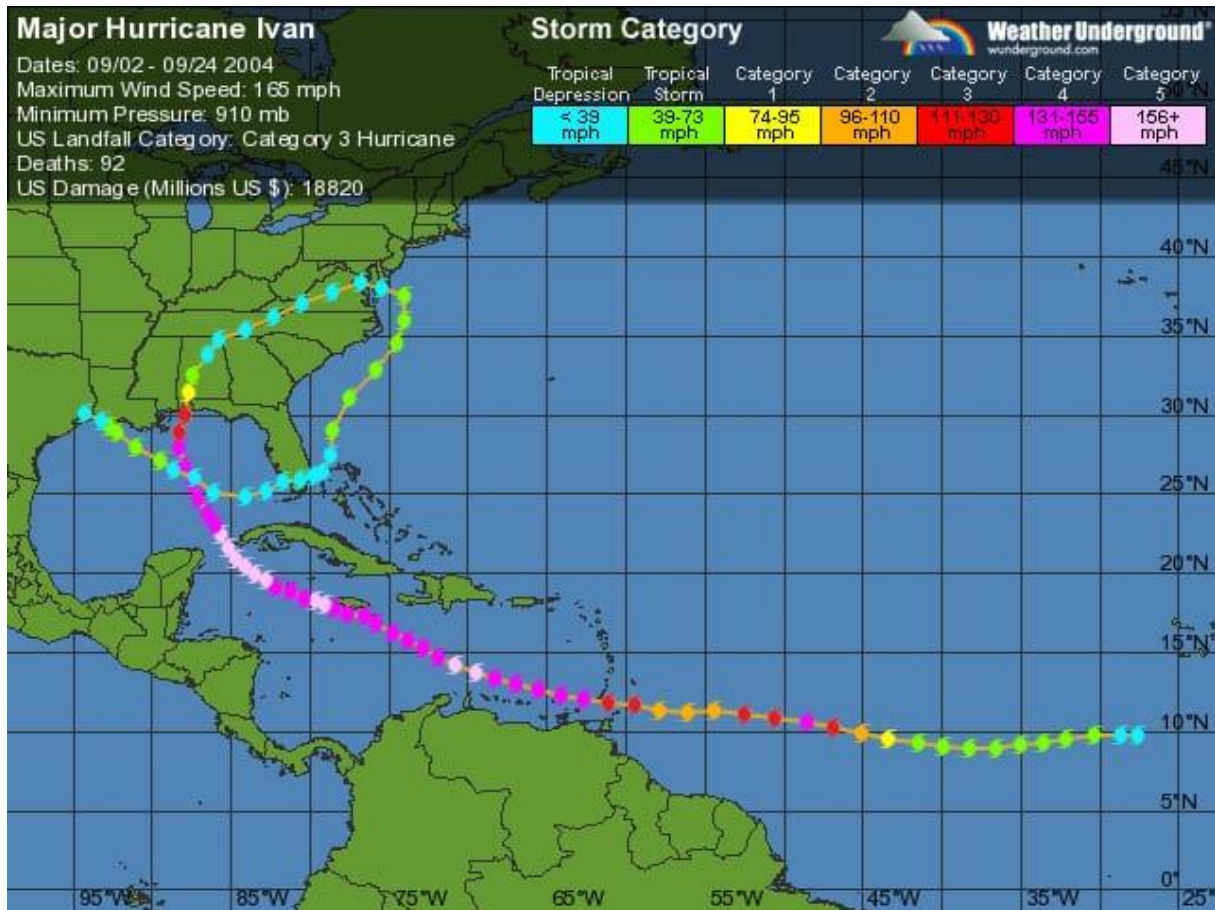 Major Hurricane Ivan
Dates: 09/02 - 09/24 2004
Maximum Wind Speed: 165 mph
Minimum Pressure: 910 mb
US Landfall Category: Category 3 Hurricane
Deaths: 92
US Damage (Millions US $): 18820
Storm Category
Weather Underground®
wunderground.com
Tropical Depression
< 39 mph
Tropical Storm
39-73 mph
Category 1
74-95 mph
Category 2
96-110 mph
Category 3
111-130 mph
Category 4
131-155 mph
Category 5
156+ mph
45°N
40°N
35°N
30°N
25°N
20°N
15°N
10°N
5°N
0°
95°W
85°W
75°W
65°W
55°W
45°W
35°W
25°